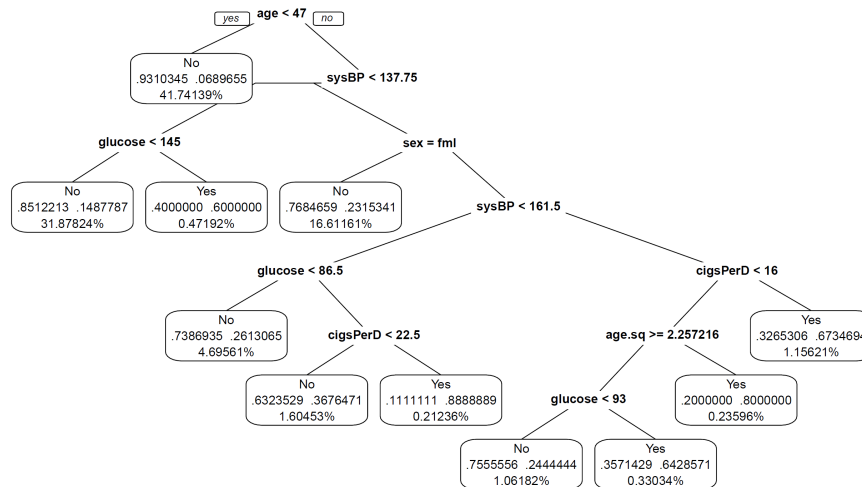 yes age < 47 no
No
.9310345 .0689655
41.74139%
sysBP < 137.75
glucose < 145
sex = fml
No
.8512213 .1487787
31.87824%
Yes
.4000000 .6000000
0.47192%
No
.7684659 .2315341
16.61161%
sysBP < 161.5
glucose < 86.5
cigsPerD < 16
No
.7386935 .2613065
4.69561%
cigsPerD < 22.5
age.sq >= 2.257216
Yes
.3265306 .6734694
1.15621%
No
.6323529 .3676471
1.60453%
Yes
.1111111 .8888889
0.21236%
glucose < 93
Yes
.2000000 .8000000
0.23596%
No
.7555556 .2444444
1.06182%
Yes
.3571429 .6428571
0.33034%